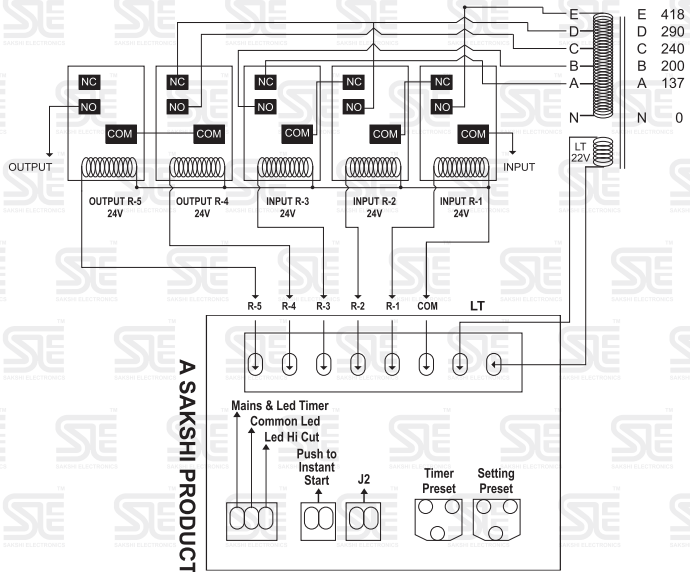 E E 418
D D 290
C C 240
B B 200
A A 137
N N 0
LT
22V
NC NC NC NC NC
NO NO NO NO NO
COM COM COM COM COM
OUTPUT
INPUT
OUTPUT R-5
24V
OUTPUT R-4
24V
INPUT R-3
24V
INPUT R-2
24V
INPUT R-1
24V
R-5 R-4 R-3 R-2 R-1 COM LT
A SAKSHI PRODUCT
Mains & Led Timer
Common Led
Led Hi Cut
Push to
Instant
Start
J2
Timer
Preset
Setting
Preset
SAKSHI ELECTRONICS